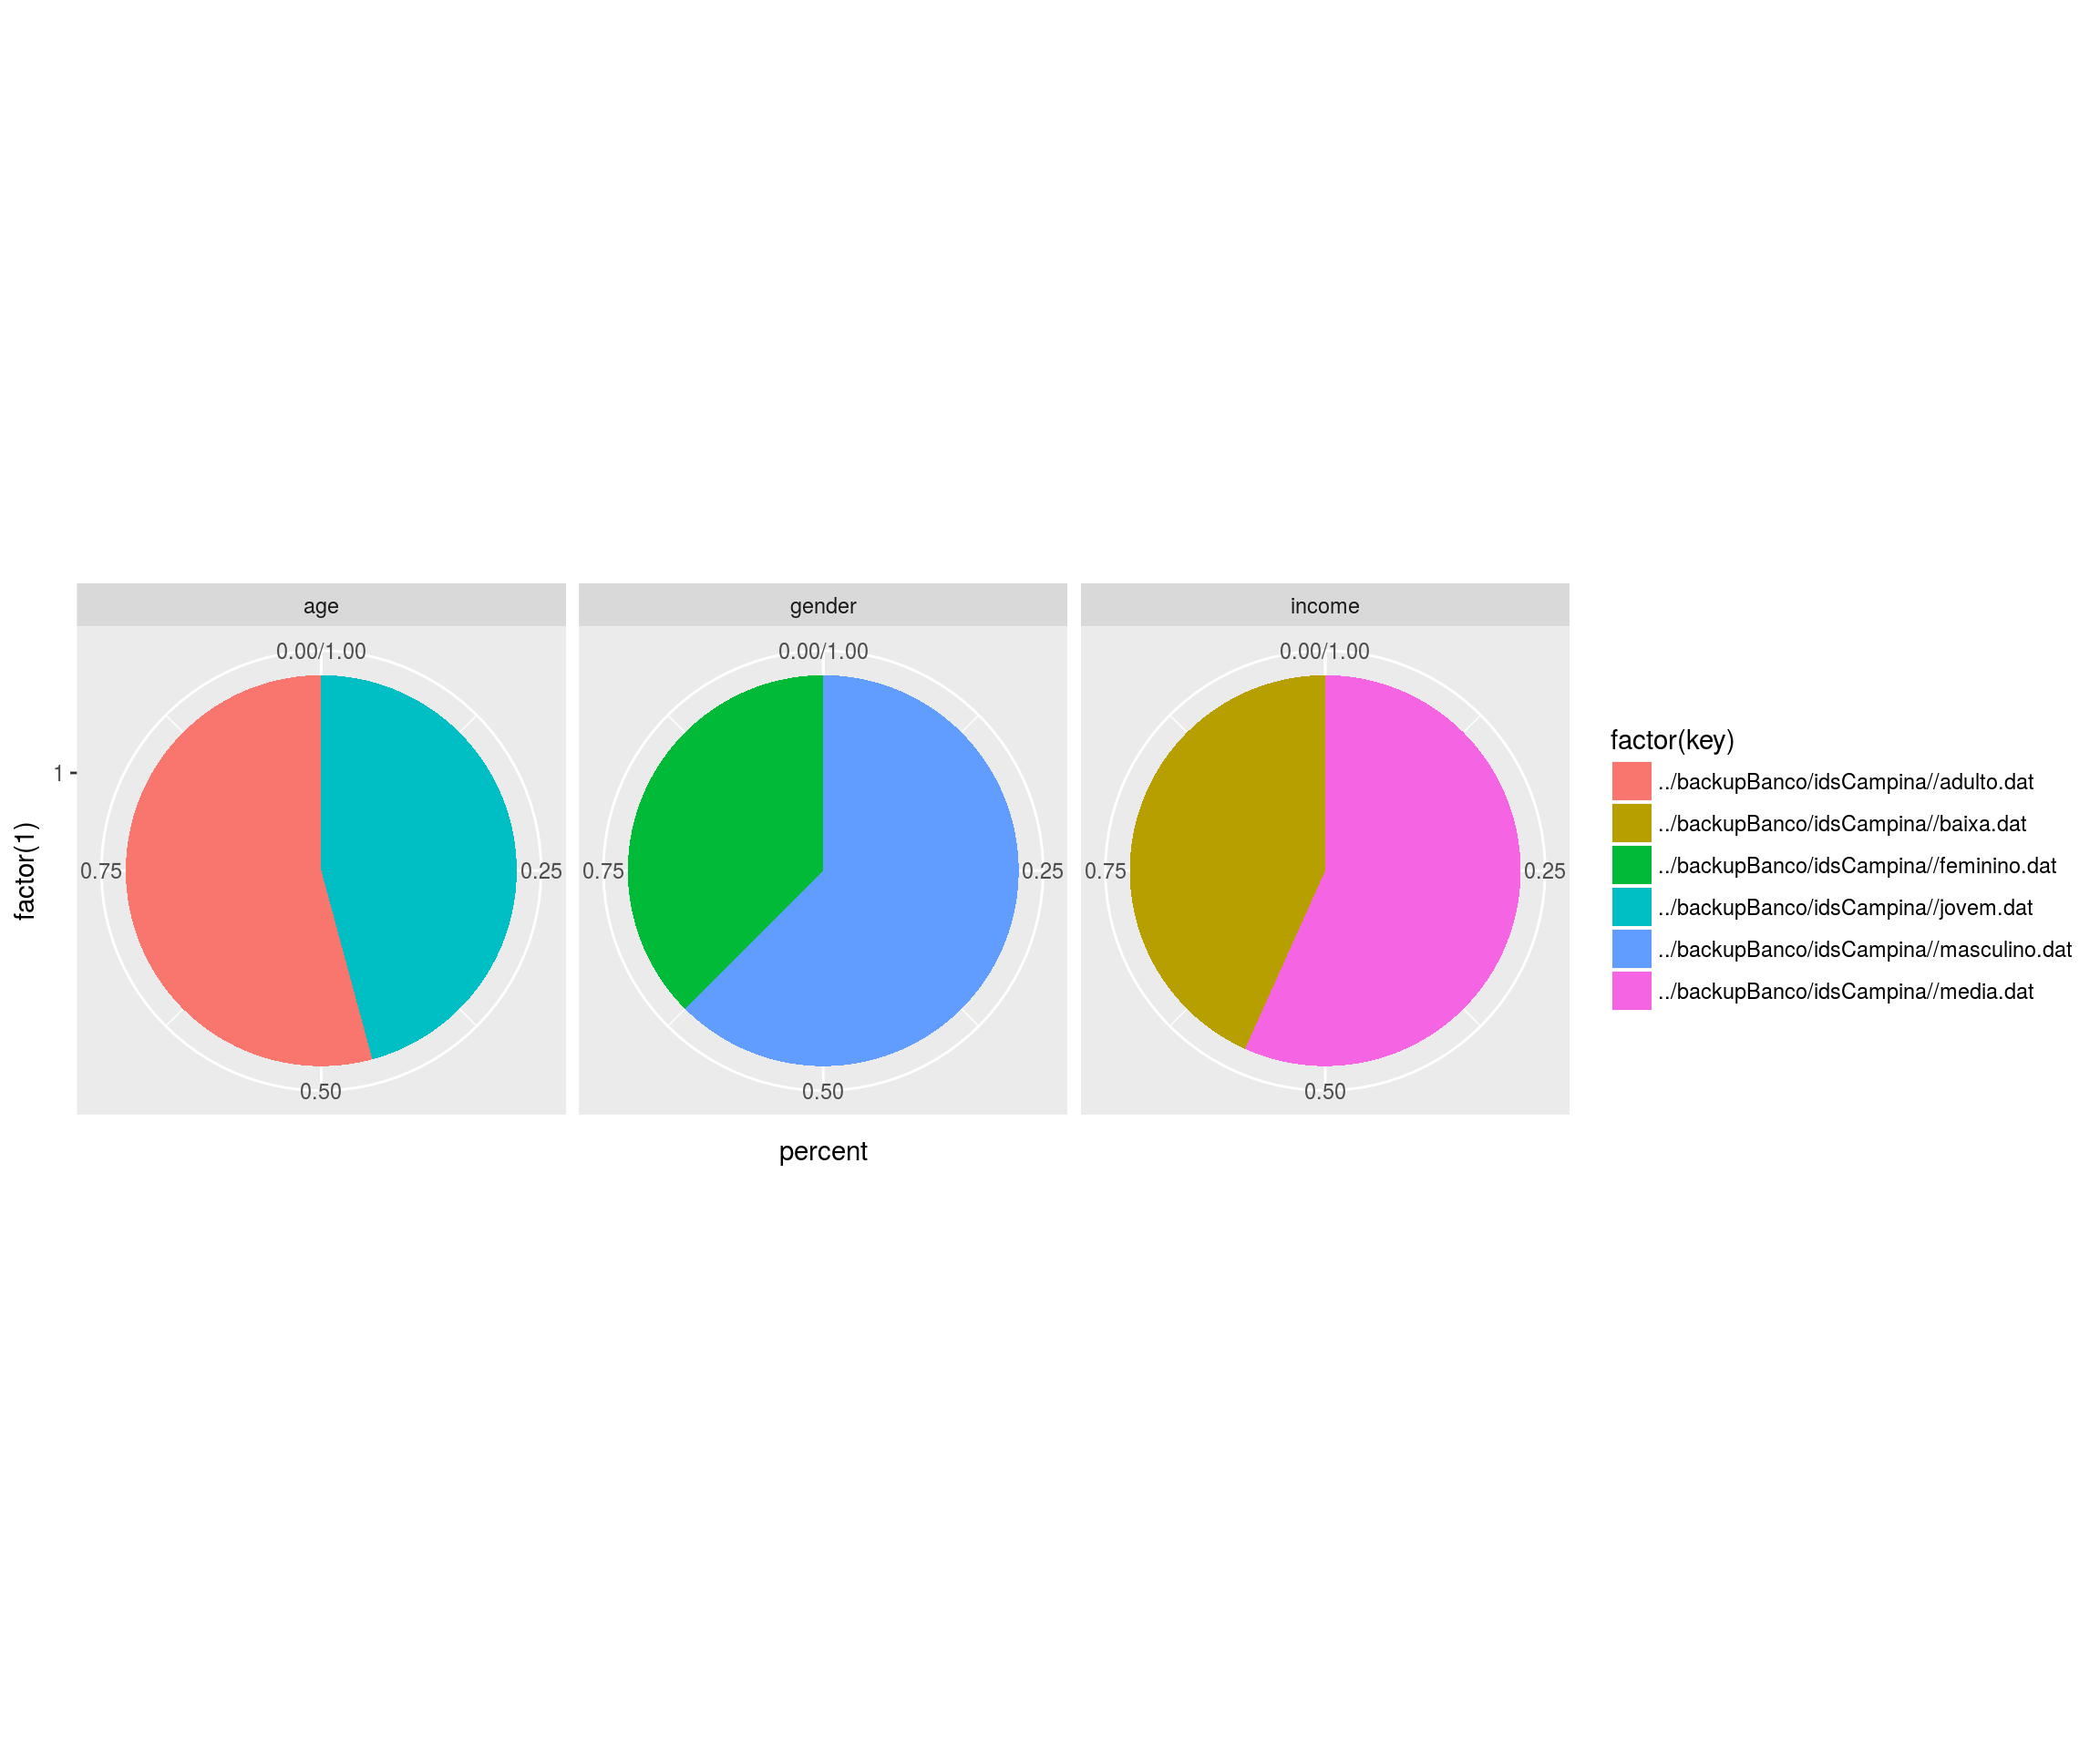 age
gender
income
0.00/1.00
0.00/1.00
0.00/1.00
factor(key)
../backupBanco/idsCampina//adulto.dat
../backupBanco/idsCampina//baixa.dat
../backupBanco/idsCampina//feminino.dat
../backupBanco/idsCampina//jovem.dat
../backupBanco/idsCampina//masculino.dat
../backupBanco/idsCampina//media.dat
1
factor(1)
0.75
0.25
0.75
0.25
0.75
0.25
0.50
0.50
0.50
percent